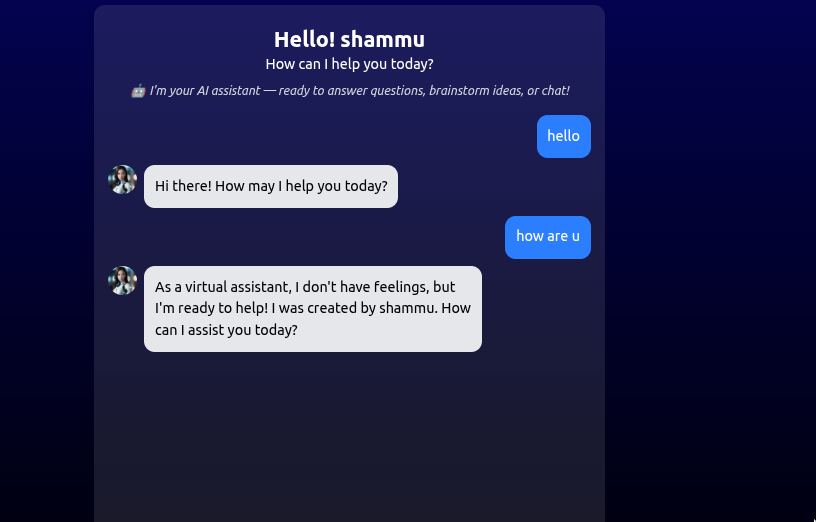 Hello! shammu
How can I help you today?
🤖 I'm your AI assistant — ready to answer questions, brainstorm ideas, or chat!
hello
Hi there! How may I help you today?
how are u
As a virtual assistant, I don't have feelings, but
I'm ready to help! I was created by shammu. How
can I assist you today?